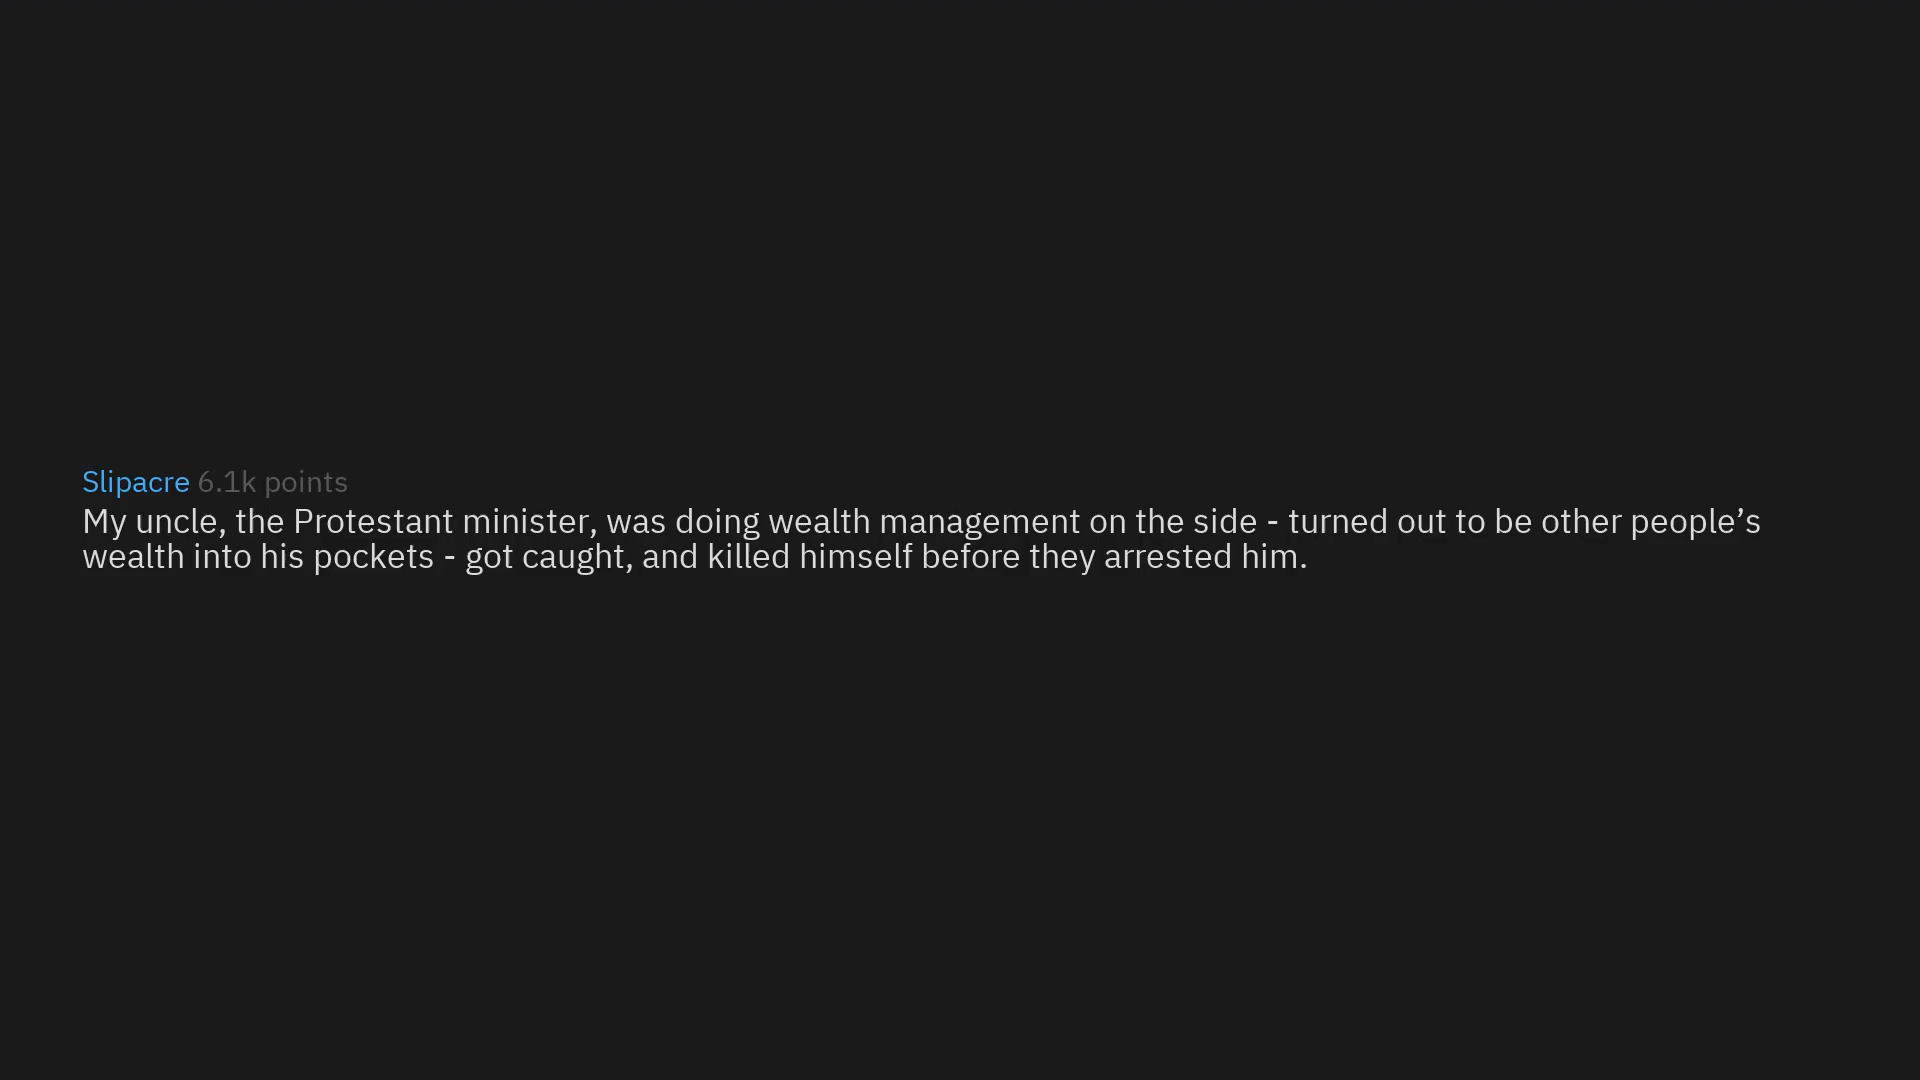 Slipacre 6.1k points
My uncle, the Protestant minister, was doing wealth management on the side - turned out to be other people’s
wealth into his pockets - got caught, and killed himself before they arrested him.